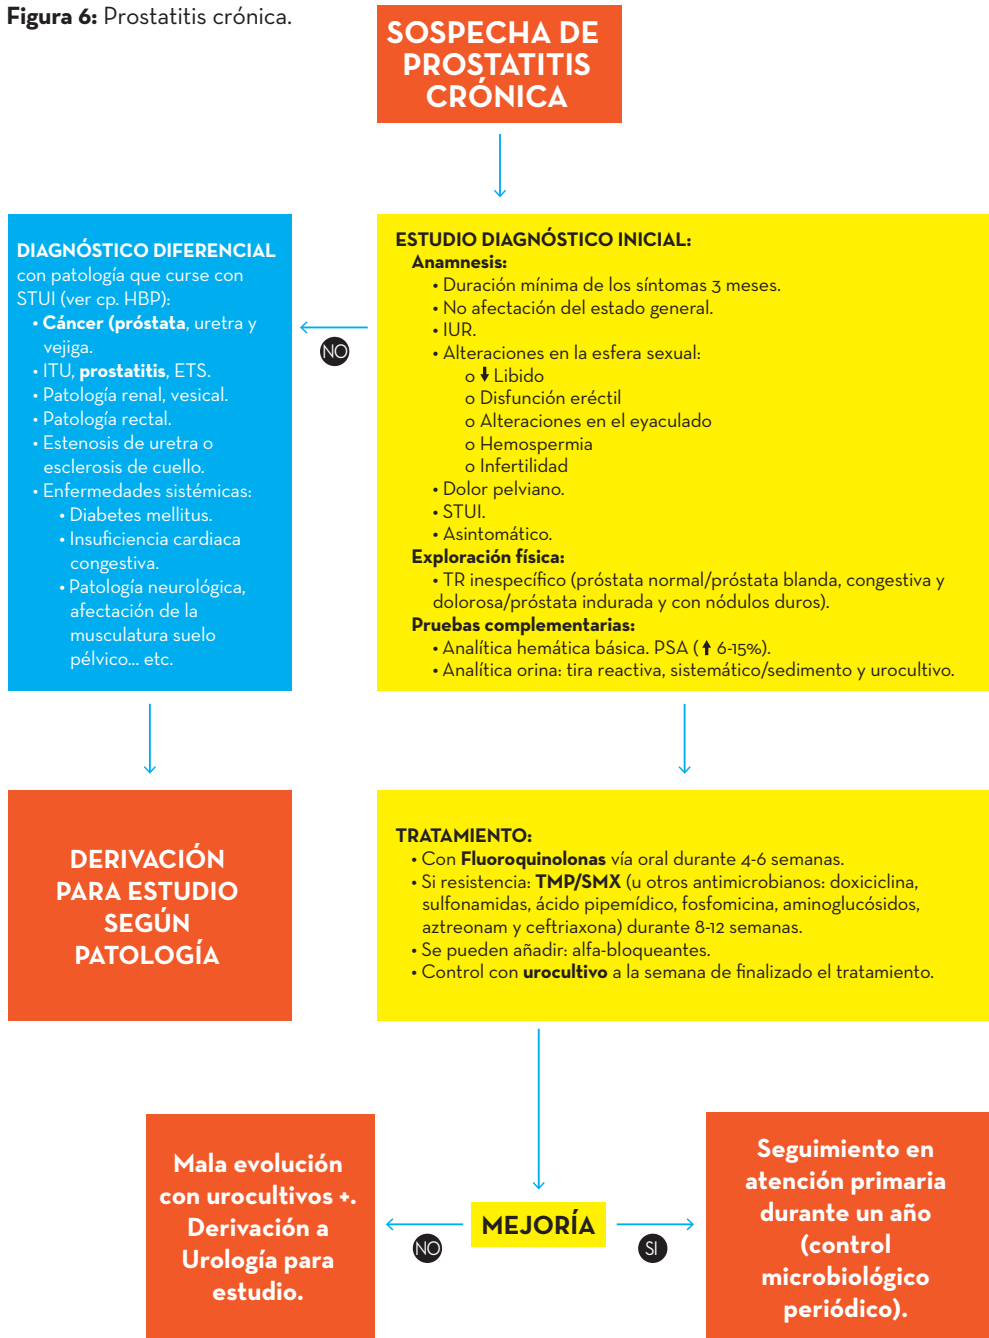 Figura 6: Prostatitis crónica.
SOSPECHA DE
PROSTATITIS
CRÓNICA
DIAGNÓSTICO DIFERENCIAL
con patología que curse con
STUI (ver cp. HBP):
• Cáncer (próstata, uretra y
vejiga.
• ITU, prostatitis, ETS.
• Patología renal, vesical.
• Patología rectal.
• Estenosis de uretra o
esclerosis de cuello.
• Enfermedades sistémicas:
• Diabetes mellitus.
• Insuficiencia cardiaca
congestiva.
• Patología neurológica,
afectación de la
musculatura suelo
pélvico... etc.
NO
ESTUDIO DIAGNÓSTICO INICIAL:
Anamnesis:
• Duración mínima de los síntomas 3 meses.
• No afectación del estado general.
• IUR.
• Alteraciones en la esfera sexual:
o ⬇ Libido
o Disfunción eréctil
o Alteraciones en el eyaculado
o Hemospermia
o Infertilidad
• Dolor pelviano.
• STUI.
• Asintomático.
Exploración física:
• TR inespecífico (próstata normal/próstata blanda, congestiva y
dolorosa/próstata indurada y con nódulos duros).
Pruebas complementarias:
• Analítica hemática básica. PSA (⬆ 6-15%).
• Analítica orina: tira reactiva, sistemático/sedimento y urocultivo.
DERIVACIÓN
PARA ESTUDIO
SEGÚN
PATOLOGÍA
TRATAMIENTO:
• Con Fluoroquinolonas vía oral durante 4-6 semanas.
• Si resistencia: TMP/SMX (u otros antimicrobianos: doxiciclina,
sulfonamidas, ácido pipemídico, fosfomicina, aminoglucósidos,
aztreonam y ceftriaxona) durante 8-12 semanas.
• Se pueden añadir: alfa-bloqueantes.
• Control con urocultivo a la semana de finalizado el tratamiento.
Mala evolución
con urocultivos +.
Derivación a
Urología para
estudio.
NO
MEJORÍA
SI
Seguimiento en
atención primaria
durante un año
(control
microbiológico
periódico).